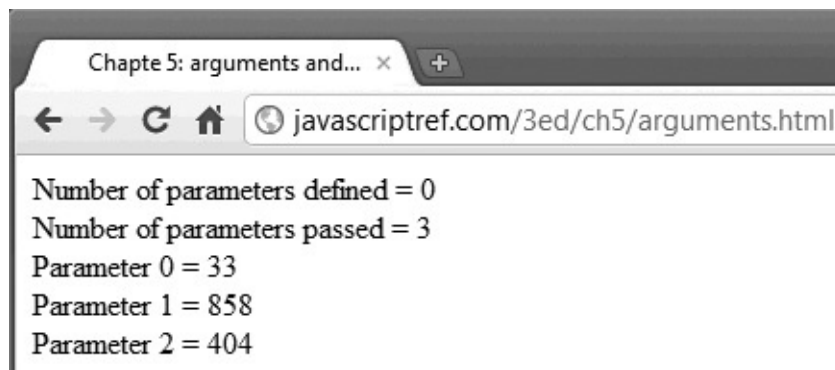 Chapte 5: arguments and...
javascriptref.com/3ed/ch5/arguments.html
Number of parameters defined = 0
Number of parameters passed = 3
Parameter 0 = 33
Parameter 1 = 858
Parameter 2 = 404